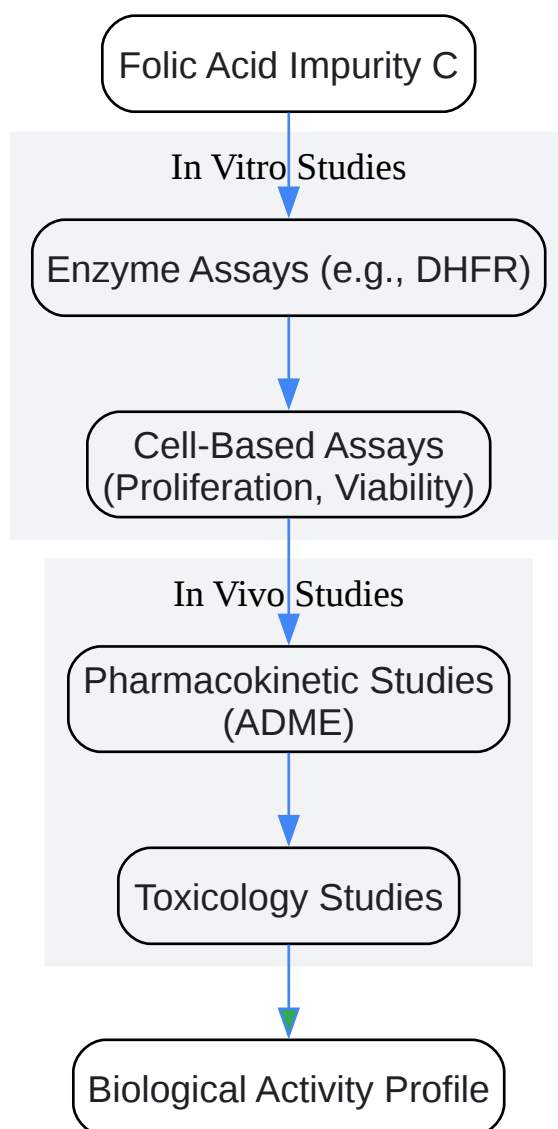 Folic Acid Impurity C
In Vitro Studies
Enzyme Assays (e.g., DHFR)
Cell-Based Assays
(Proliferation, Viability)
In Vivo Studies
Pharmacokinetic Studies
(ADME)
Toxicology Studies
Biological Activity Profile